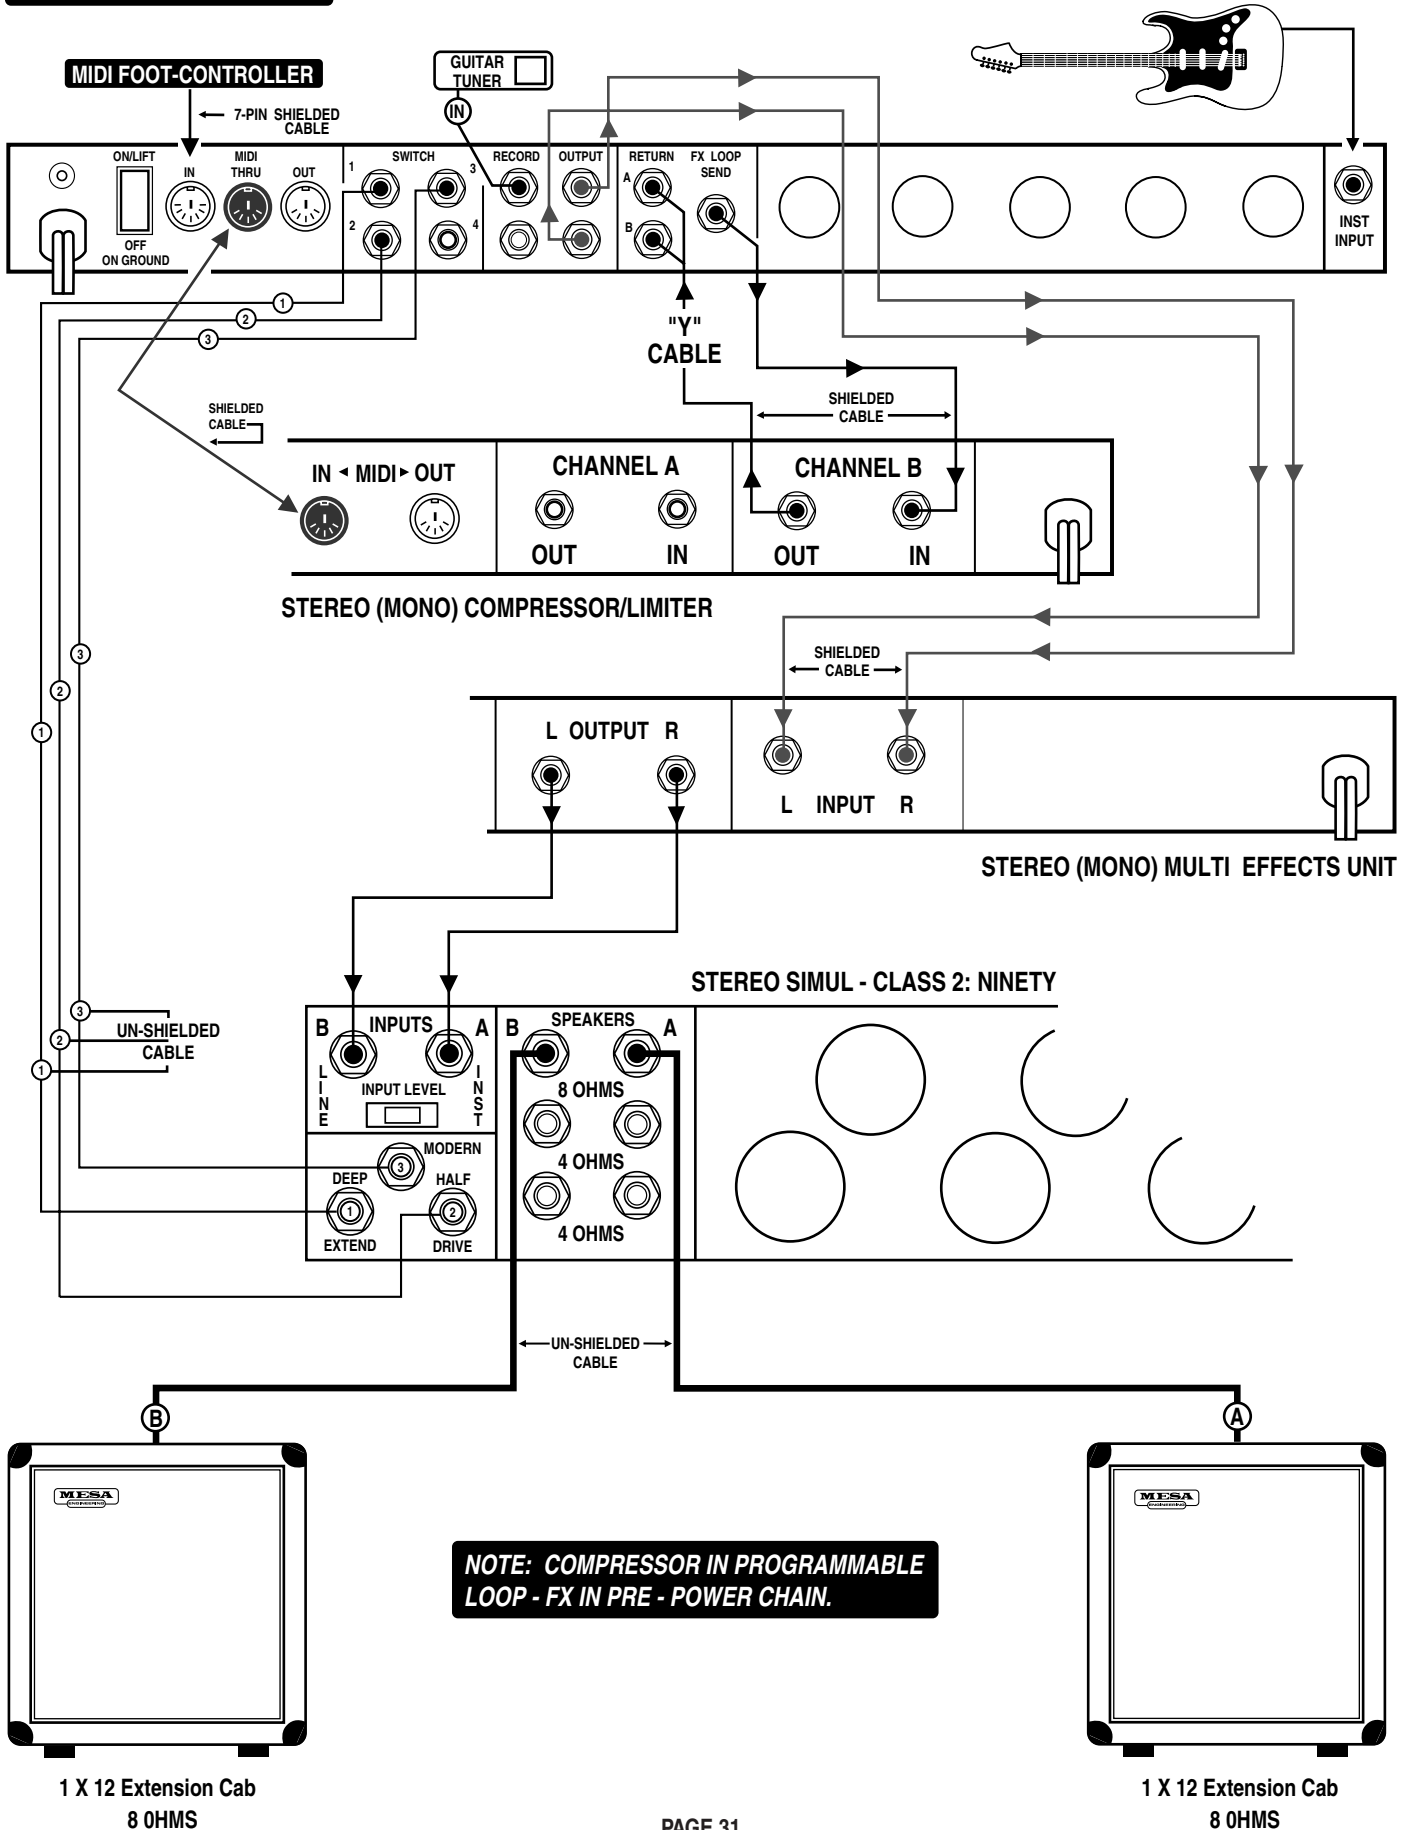 MIDI FOOT-CONTROLLER
GUITAR
TUNER
IN
7-PIN SHIELDED
CABLE
ON/LIFT
OFF
ON GROUND
MIDI
IN
THRU
OUT
SWITCH
1
3
2
4
RECORD
OUTPUT
RETURN
A
B
FX LOOP
SEND
INST
INPUT
1
2
3
"Y"
CABLE
SHIELDED
CABLE
SHIELDED
CABLE
IN MIDI OUT
CHANNEL A
OUT IN
CHANNEL B
OUT IN
STEREO (MONO) COMPRESSOR/LIMITER
3
2
1
SHIELDED
CABLE
L OUTPUT R
L INPUT R
STEREO (MONO) MULTI EFFECTS UNIT
STEREO SIMUL - CLASS 2: NINETY
3
2
1
UN-SHIELDED
CABLE
B INPUTS A
LINE
INST
INPUT LEVEL
MODERN
3
DEEP
1
EXTEND
HALF
2
DRIVE
B SPEAKERS A
8 OHMS
4 OHMS
4 OHMS
UN-SHIELDED
CABLE
B
A
MESA
ENGINEERING
MESA
ENGINEERING
NOTE: COMPRESSOR IN PROGRAMMABLE
LOOP - FX IN PRE - POWER CHAIN.
1 X 12 Extension Cab
8 0HMS
1 X 12 Extension Cab
8 0HMS
PAGE 31